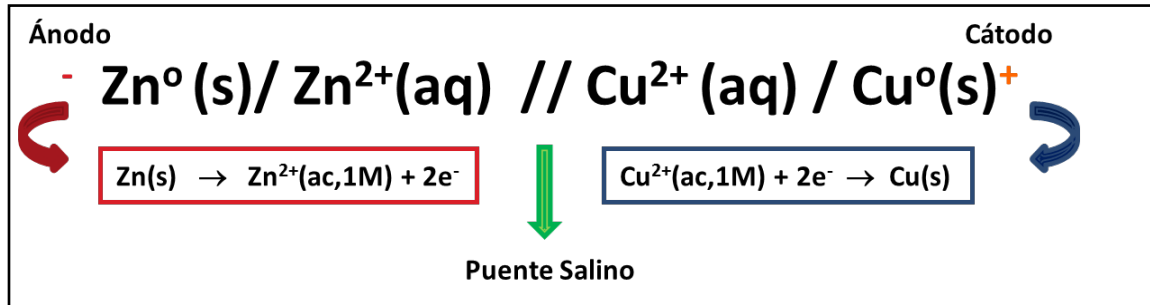 Ánodo Cátodo
- Znº (s)/ Zn²⁺(aq) // Cu²⁺ (aq) / Cuº(s)⁺
Zn(s) → Zn²⁺(ac,1M) + 2e⁻ Cu²⁺(ac,1M) + 2e⁻ → Cu(s)
Puente Salino